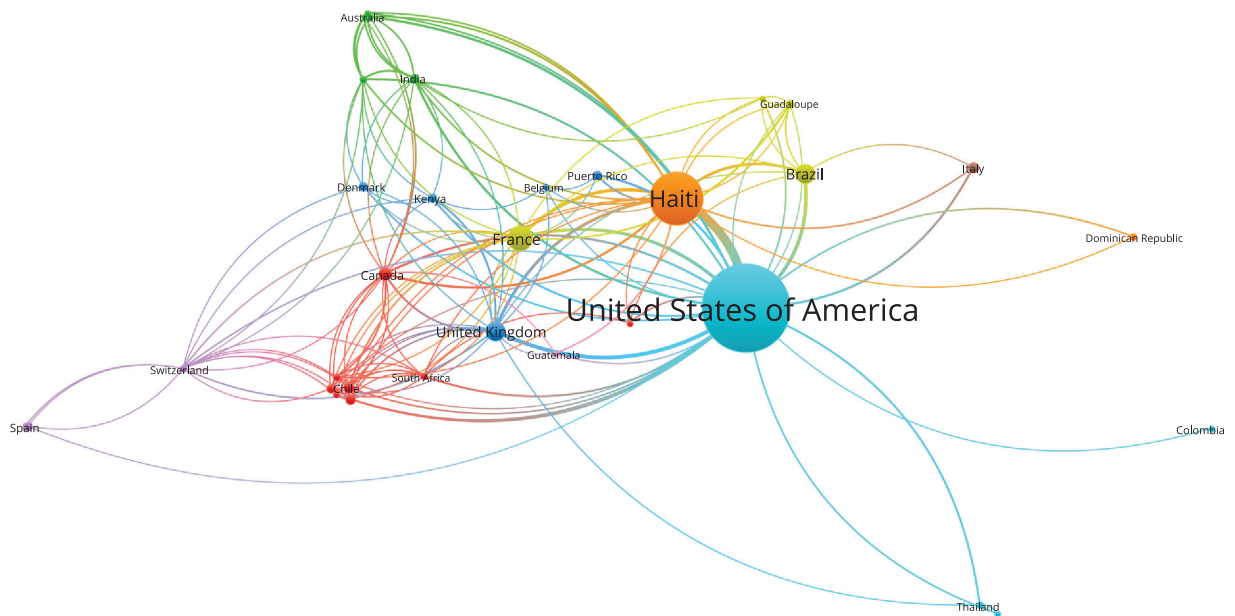 Australia
India
Guadaloupe
Puerto Rico
Italy
Brazil
Denmark
Belgium
Kenya
Haiti
France
Dominican Republic
Canada
United States of America
United Kingdom
Guatemala
Switzerland
South Africa
Chile
Spain
Colombia
Thailand